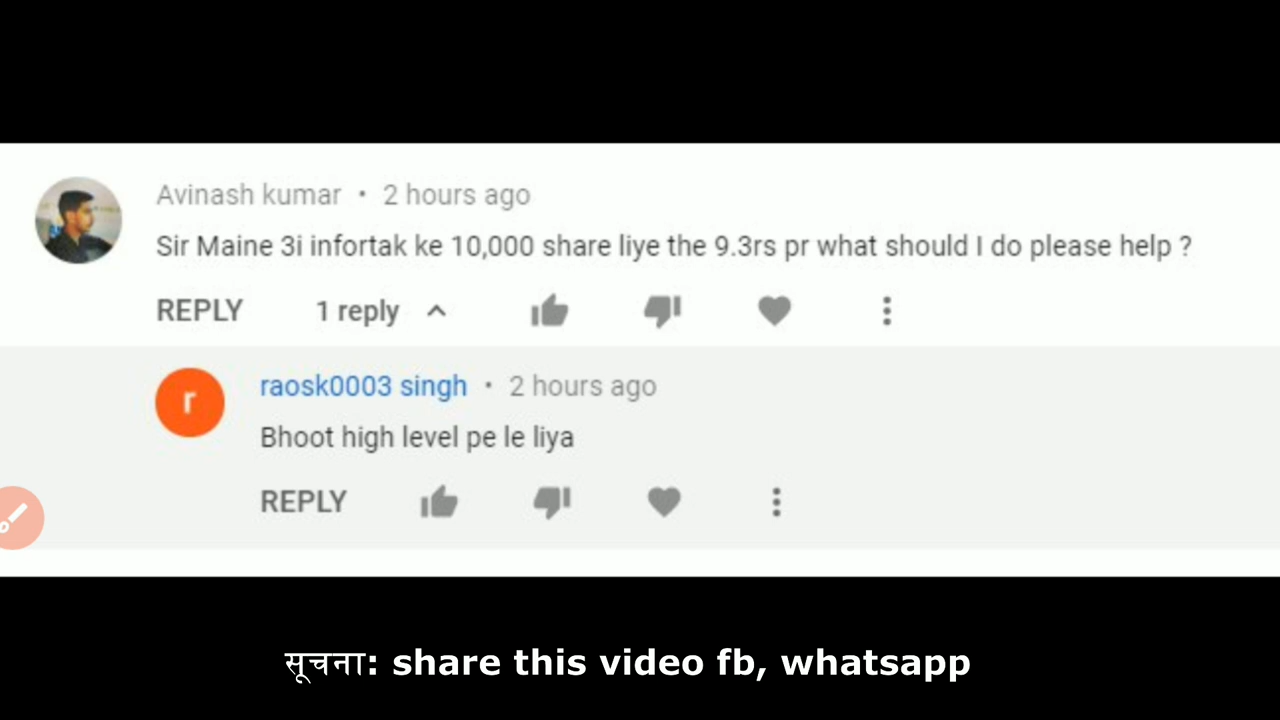 Avinash kumar • 2 hours ago
Sir Maine 3i infortak ke 10,000 share liye the 9.3rs pr what should I do please help ?
REPLY 1 reply
r
raosk0003 singh • 2 hours ago
Bhoot high level pe le liya
REPLY
सूचना: share this video fb, whatsapp